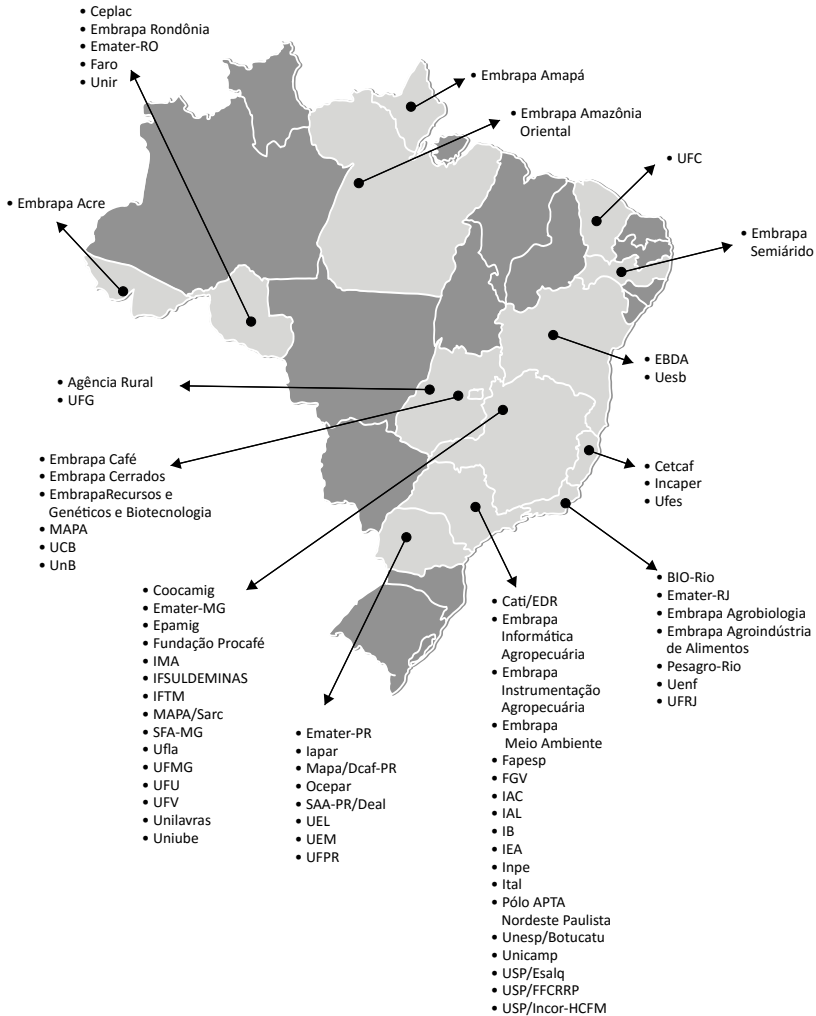 • Ceplac
• Embrapa Rondônia
• Emater-RO
• Faro
• Unir
• Embrapa Amapá
• Embrapa Amazônia
Oriental
• UFC
• Embrapa Acre
• Embrapa
Semiárido
• EBDA
• Uesb
• Agência Rural
• UFG
• Embrapa Café
• Embrapa Cerrados
• EmbrapaRecursos e
Genéticos e Biotecnologia
• MAPA
• UCB
• UnB
• Cetcaf
• Incaper
• Ufes
• BIO-Rio
• Emater-RJ
• Embrapa Agrobiologia
• Embrapa Agroindústria
de Alimentos
• Pesagro-Rio
• Uenf
• UFRJ
• Coocamig
• Emater-MG
• Epamig
• Fundação Procafé
• IMA
• IFSULDEMINAS
• IFTM
• MAPA/Sarc
• SFA-MG
• Ufla
• UFMG
• UFU
• UFV
• Unilavras
• Uniube
• Emater-PR
• Iapar
• Mapa/Dcaf-PR
• Ocepar
• SAA-PR/Deal
• UEL
• UEM
• UFPR
• Cati/EDR
• Embrapa
Informática
Agropecuária
• Embrapa
Instrumentação
Agropecuária
• Embrapa
Meio Ambiente
• Fapesp
• FGV
• IAC
• IAL
• IB
• IEA
• Inpe
• Ital
• Pólo APTA
Nordeste Paulista
• Unesp/Botucatu
• Unicamp
• USP/Esalq
• USP/FFCRRP
• USP/Incor-HCFM